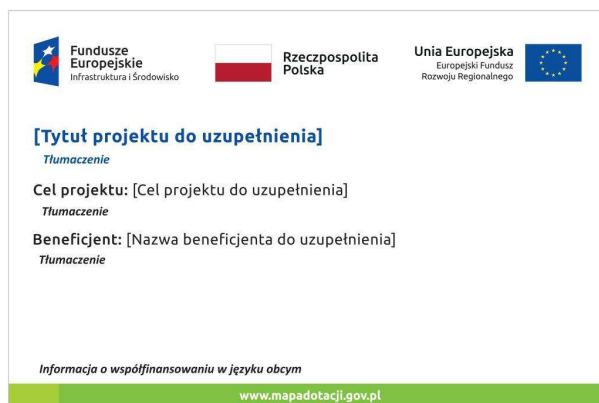 Fundusze
Europejskie
Infrastruktura i Środowisko
Rzeczpospolita
Polska
Unia Europejska
Europejski Fundusz
Rozwoju Regionalnego
[Tytuł projektu do uzupełnienia]
Tłumaczenie
Cel projektu: [Cel projektu do uzupełnienia]
Tłumaczenie
Beneficjent: [Nazwa beneficjenta do uzupełnienia]
Tłumaczenie
Informacja o współfinansowaniu w języku obcym
www.mapadotacji.gov.pl